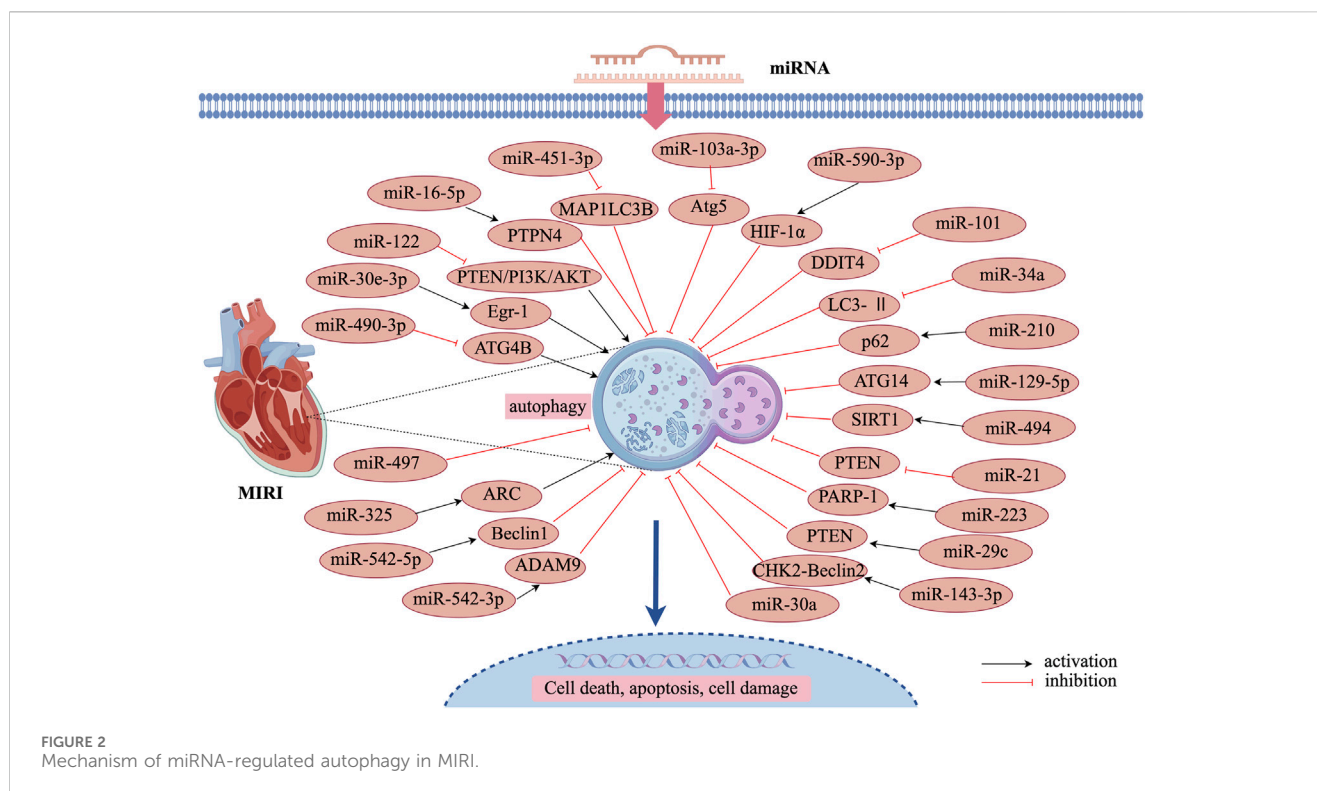 miRNA
miR-451-3p
miR-103a-3p
miR-590-3p
miR-16-5p
MAP1LC3B
Atg5
HIF-1α
miR-101
miR-122
PTPN4
DDIT4
miR-30e-3p
PTEN/PI3K/AKT
LC3- II
miR-34a
miR-490-3p
Egr-1
ATG4B
p62
miR-210
autophagy
ATG14
miR-129-5p
SIRT1
miR-494
miR-497
PTEN
miR-21
MIRI
miR-325
ARC
PARP-1
miR-223
miR-542-5p
Beclin1
PTEN
miR-29c
miR-542-3p
ADAM9
CHK2-Beclin2
miR-143-3p
miR-30a
Cell death, apoptosis, cell damage
activation
inhibition
FIGURE 2
Mechanism of miRNA-regulated autophagy in MIRI.